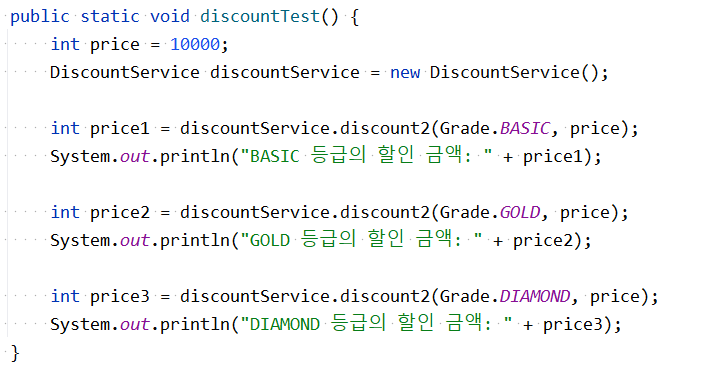 public static void discountTest() {
int price = 10000;
DiscountService discountService = new DiscountService();
int price1 = discountService.discount2(Grade.BASIC, price);
System.out.println("BASIC 등급의 할인 금액: " + price1);
int price2 = discountService.discount2(Grade.GOLD, price);
System.out.println("GOLD 등급의 할인 금액: " + price2);
int price3 = discountService.discount2(Grade.DIAMOND, price);
System.out.println("DIAMOND 등급의 할인 금액: " + price3);
}